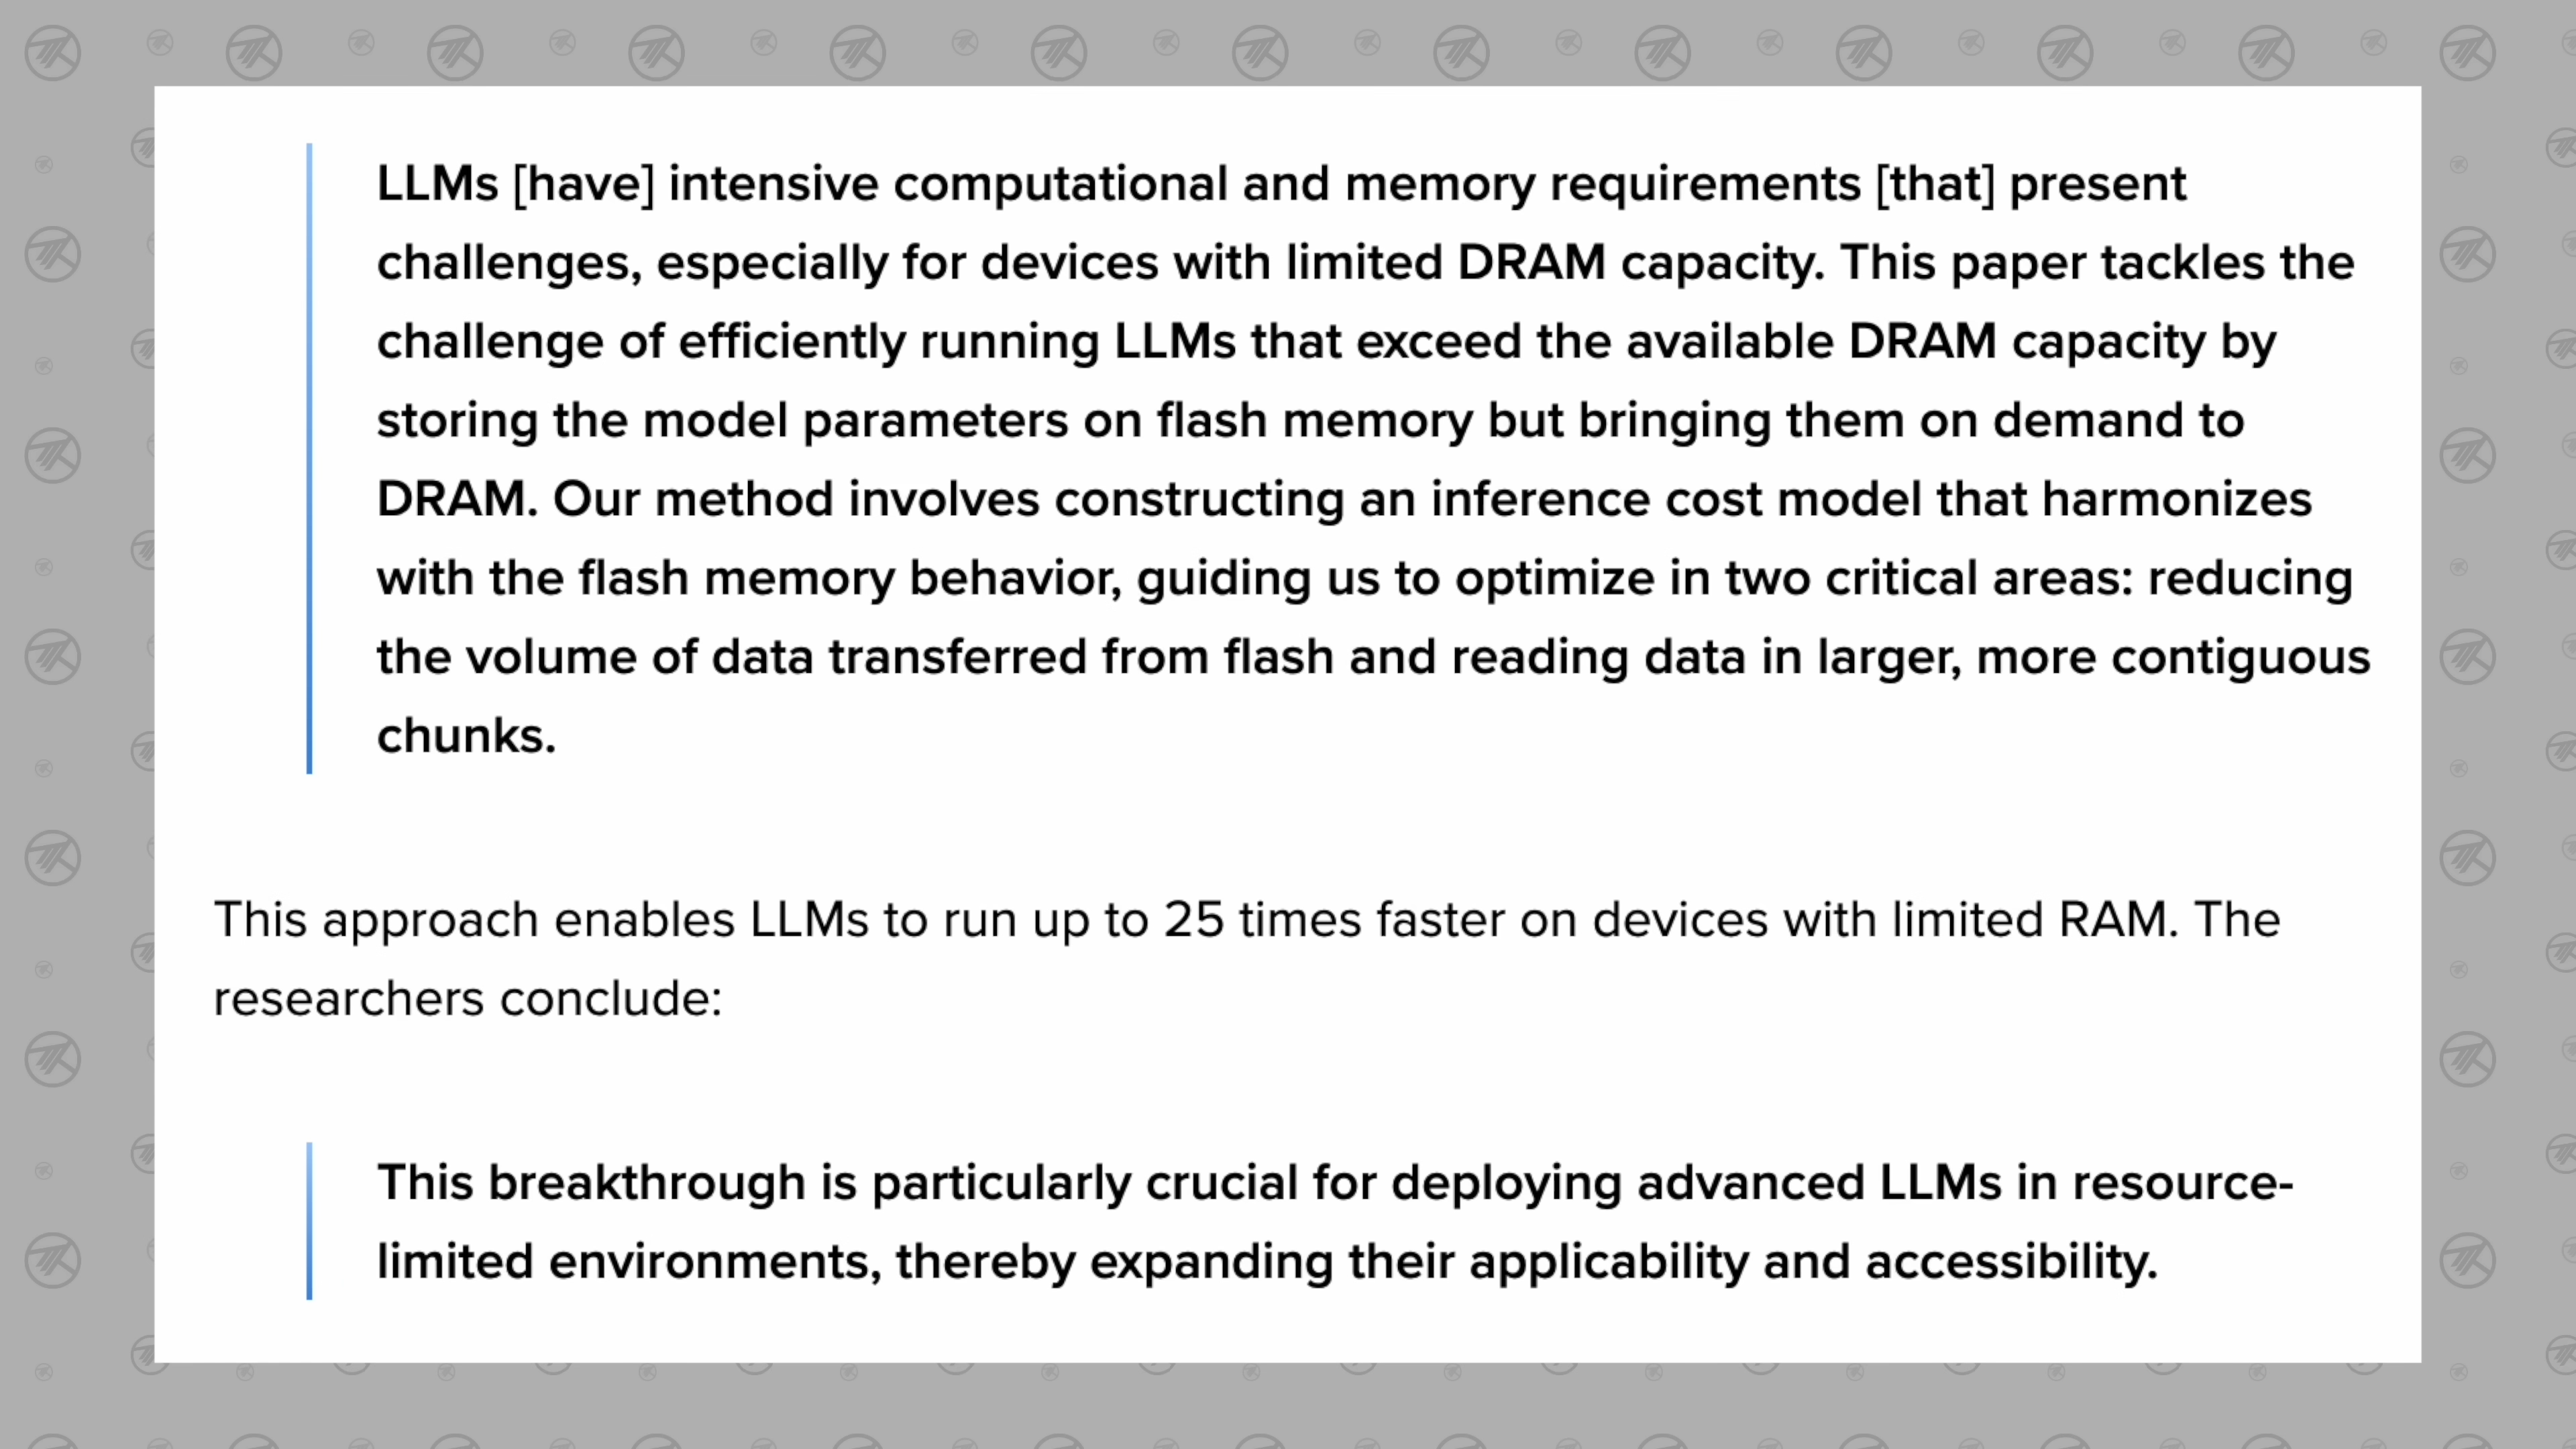 LLMs [have] intensive computational and memory requirements [that] present
challenges, especially for devices with limited DRAM capacity. This paper tackles the
challenge of efficiently running LLMs that exceed the available DRAM capacity by
storing the model parameters on flash memory but bringing them on demand to
DRAM. Our method involves constructing an inference cost model that harmonizes
with the flash memory behavior, guiding us to optimize in two critical areas: reducing
the volume of data transferred from flash and reading data in larger, more contiguous
chunks.
This approach enables LLMs to run up to 25 times faster on devices with limited RAM. The
researchers conclude:
This breakthrough is particularly crucial for deploying advanced LLMs in resource-
limited environments, thereby expanding their applicability and accessibility.